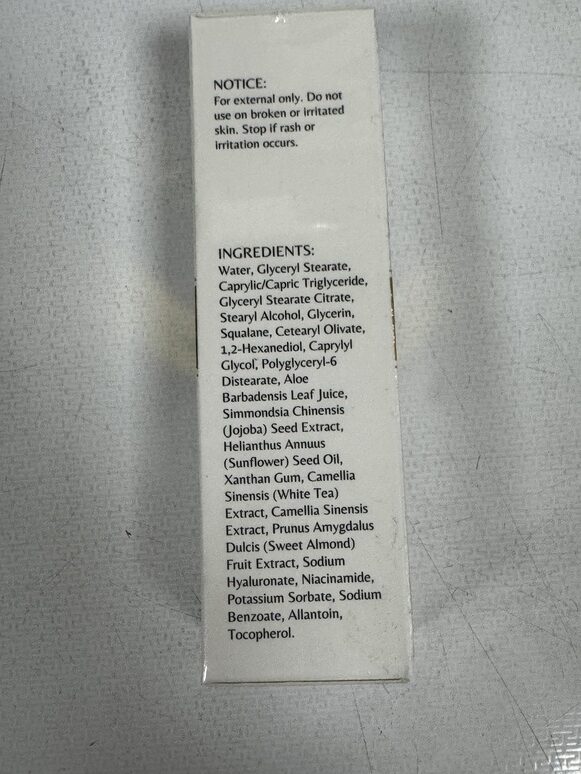 NOTICE:
For external only. Do not
use on broken or irritated
skin. Stop if rash or
irritation occurs.
INGREDIENTS:
Water, Glyceryl Stearate,
Caprylic/Capric Triglyceride,
Glyceryl Stearate Citrate,
Stearyl Alcohol, Glycerin,
Squalane, Cetearyl Olivate,
1,2-Hexanediol, Caprylyl
Glycol, Polyglyceryl-6
Distearate, Aloe
Barbadensis Leaf Juice,
Simmondsia Chinensis
(Jojoba) Seed Extract,
Helianthus Annuus
(Sunflower) Seed Oil,
Xanthan Gum, Camellia
Sinensis (White Tea)
Extract, Camellia Sinensis
Extract, Prunus Amygdalus
Dulcis (Sweet Almond)
Fruit Extract, Sodium
Hyaluronate, Niacinamide,
Potassium Sorbate, Sodium
Benzoate, Allantoin,
Tocopherol.